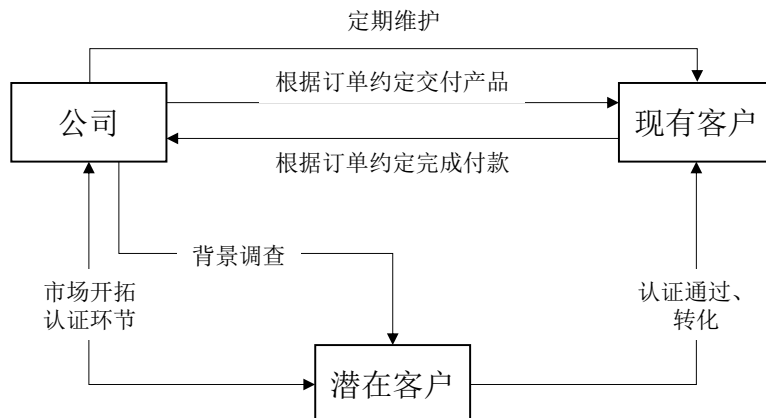 定期维护
根据订单约定交付产品
公司
现有客户
根据订单约定完成付款
背景调查
市场开拓
认证环节
认证通过、
转化
潜在客户